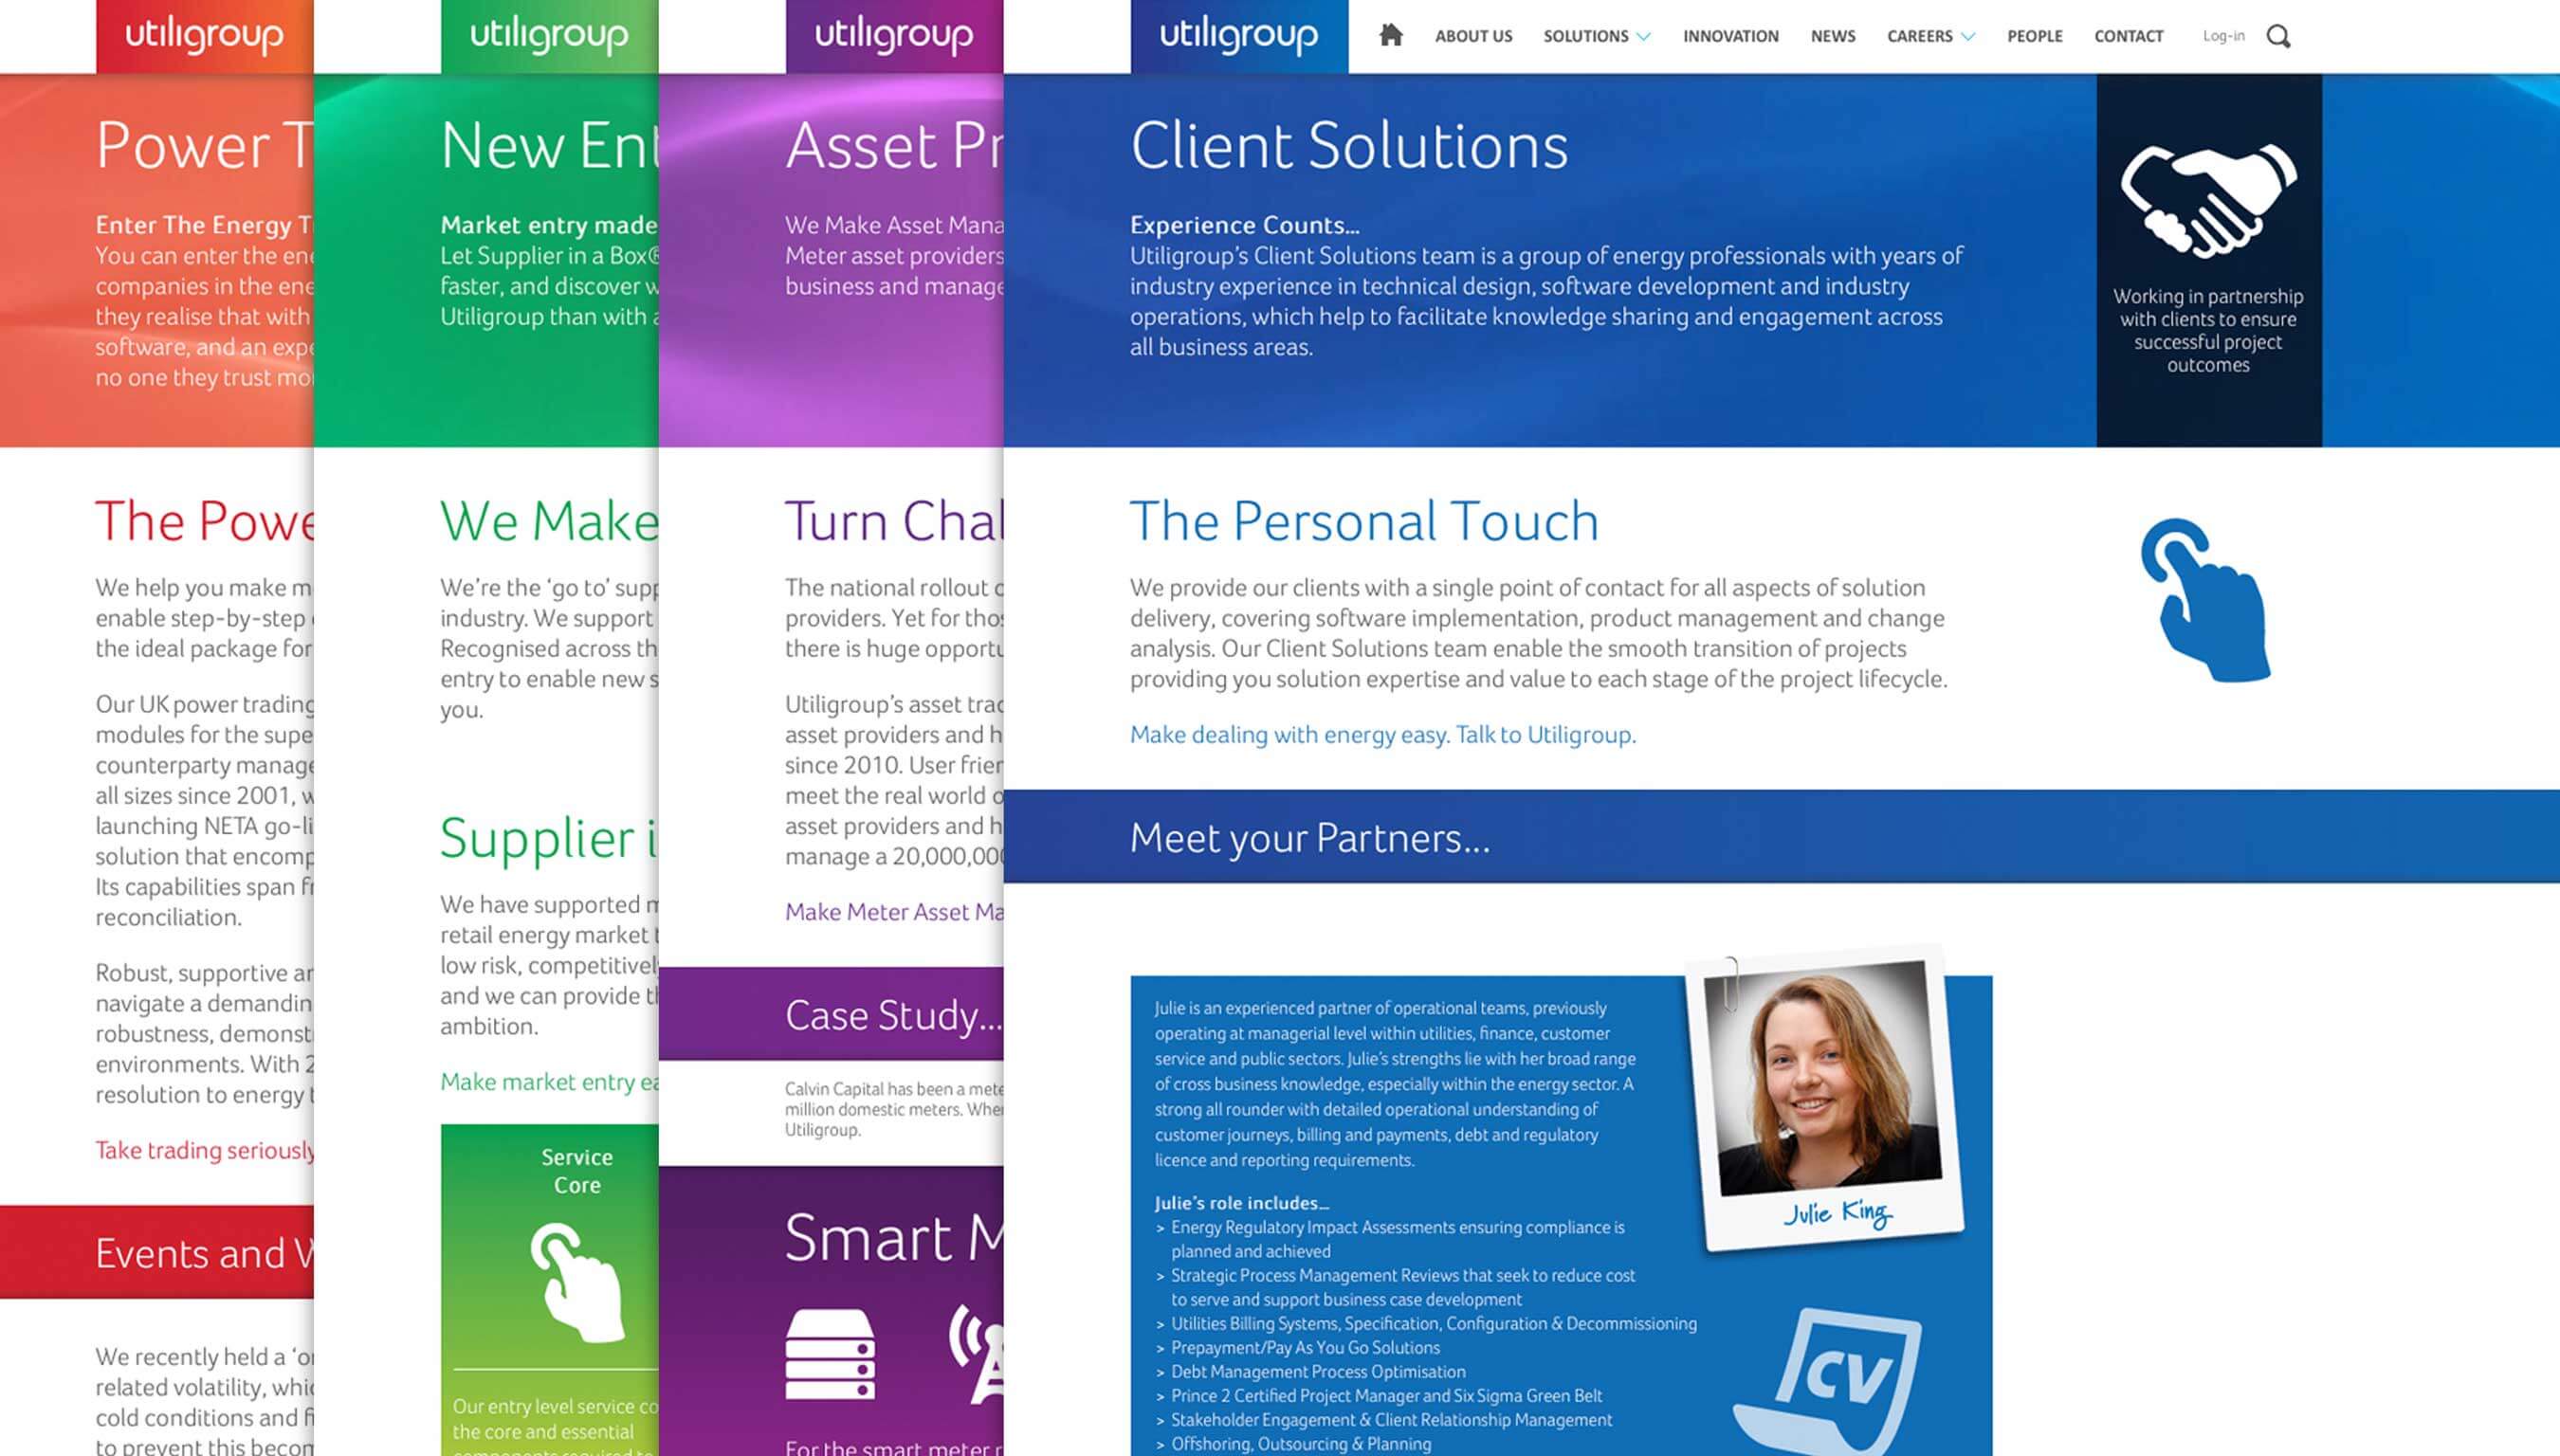 utiligroup
Power T
Enter The Energy T
You can enter the ene
companies in the ene
they realise that with
software, and an expe
no one they trust mo
The Powe
We help you make m
enable step-by-step
the ideal package for
Our UK power trading
modules for the supe
counterparty manage
all sizes since 2001, w
launching NETA go-li
solution that encomp
Its capabilities span fr
reconciliation.
Robust, supportive ar
navigate a demandin
robustness, demonst
environments. With 2
resolution to energy t
Take trading seriously
Events and W
We recently held a ‘o
related volatility, whic
cold conditions and fi
to prevent this becom
utiligroup
New Ent
Market entry made
Let Supplier in a Box®
faster, and discover w
Utiligroup than with a
We Make
We’re the ‘go to’ supp
industry. We support
Recognised across th
entry to enable new s
you.
Supplier i
We have supported m
retail energy market t
low risk, competitivel
and we can provide th
ambition.
Make market entry ea
Service
Core
Our entry level service co
the core and essential
components required to
utiligroup
Asset Pr
We Make Asset Mana
Meter asset providers
business and manage
Turn Chal
The national rollout o
providers. Yet for thos
there is huge opportu
Utiligroup’s asset trac
asset providers and h
since 2010. User frien
meet the real world o
asset providers and h
manage a 20,000,000
Make Meter Asset Ma
Case Study...
Calvin Capital has been a mete
million domestic meters. When
Utiligroup.
Smart M
For the smart meter r
utiligroup
ABOUT US SOLUTIONS INNOVATION NEWS CAREERS PEOPLE CONTACT Log-in
Client Solutions
Experience Counts...
Utiligroup’s Client Solutions team is a group of energy professionals with years of
industry experience in technical design, software development and industry
operations, which help to facilitate knowledge sharing and engagement across
all business areas.
Working in partnership
with clients to ensure
successful project
outcomes
The Personal Touch
We provide our clients with a single point of contact for all aspects of solution
delivery, covering software implementation, product management and change
analysis. Our Client Solutions team enable the smooth transition of projects
providing you solution expertise and value to each stage of the project lifecycle.
Make dealing with energy easy. Talk to Utiligroup.
Meet your Partners...
Julie is an experienced partner of operational teams, previously
operating at managerial level within utilities, finance, customer
service and public sectors. Julie’s strengths lie with her broad range
of cross business knowledge, especially within the energy sector. A
strong all rounder with detailed operational understanding of
customer journeys, billing and payments, debt and regulatory
licence and reporting requirements.
Julie King
Julie’s role includes...
> Energy Regulatory Impact Assessments ensuring compliance is
planned and achieved
> Strategic Process Management Reviews that seek to reduce cost
to serve and support business case development
> Utilities Billing Systems, Specification, Configuration & Decommissioning
> Prepayment/Pay As You Go Solutions
> Debt Management Process Optimisation
> Prince 2 Certified Project Manager and Six Sigma Green Belt
> Stakeholder Engagement & Client Relationship Management
> Offshoring, Outsourcing & Planning
CV